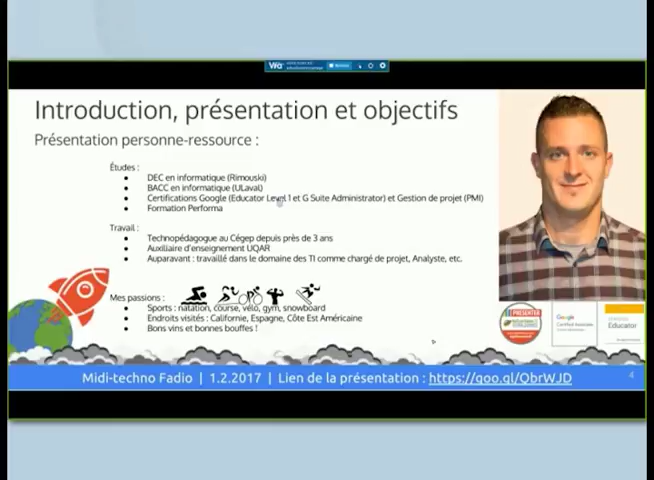 Via
Introduction, présentation et objectifs
Présentation personne-ressource :
Études :
DEC en informatique (Rimouski)
BACC en informatique (ULaval)
Certifications Google (Educator Level 1 et G Suite Administrator) et Gestion de projet (PMI)
Formation Performa
Travail :
Technopédagogue au Cégep depuis près de 3 ans
Auxiliaire d'enseignement UQAR
Auparavant : travaillé dans le domaine des TI comme chargé de projet, Analyste, etc.
Mes passions :
Sports : natation, course, vélo, gym, snowboard
Endroits visités : Californie, Espagne, Côte Est Américaine
Bons vins et bonnes bouffes !
Google
Educator
Midi-techno Fadio | 1.2.2017 | Lien de la présentation : https://goo.gl/QbrWJD
4